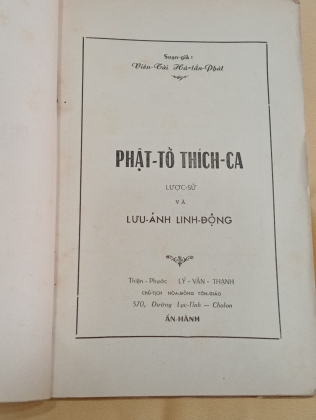 Soạn-giả :
Viên-Tài Hà-tấn-Phát
PHẬT-TỔ THÍCH-CA
LƯỢC-SỬ
VÀ
LƯU-ẢNH LINH-ĐỘNG
Thiện-Phước LÝ-VĂN-THANH
CHỦ-TỊCH HÒA-ĐỒNG TÔN-GIÁO
570, Đường Lục-Tỉnh — Cholon
ẤN-HÀNH